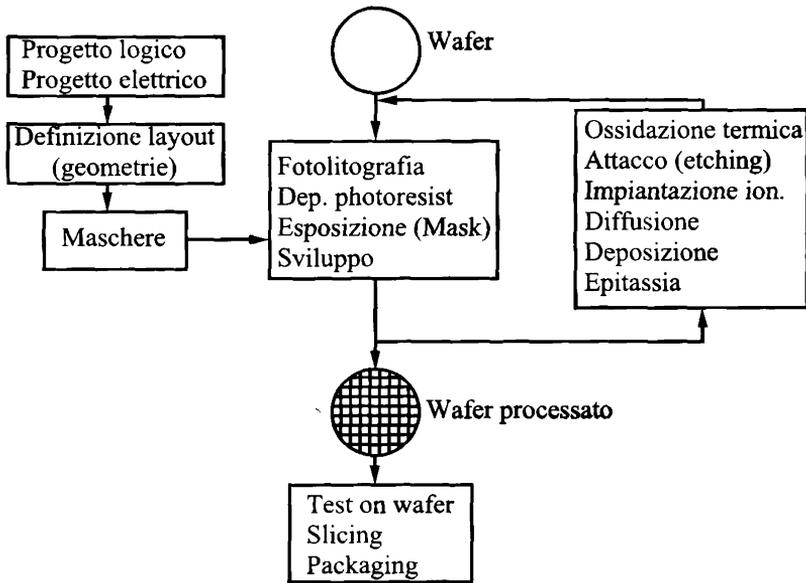 Progetto logico
Progetto elettrico
Definizione layout
(geometrie)
Maschere
Wafer
Fotolitografia
Dep. photoresist
Esposizione (Mask)
Sviluppo
Ossidazione termica
Attacco (etching)
Impiantazione ion.
Diffusione
Deposizione
Epitassia
Wafer processato
Test on wafer
Slicing
Packaging